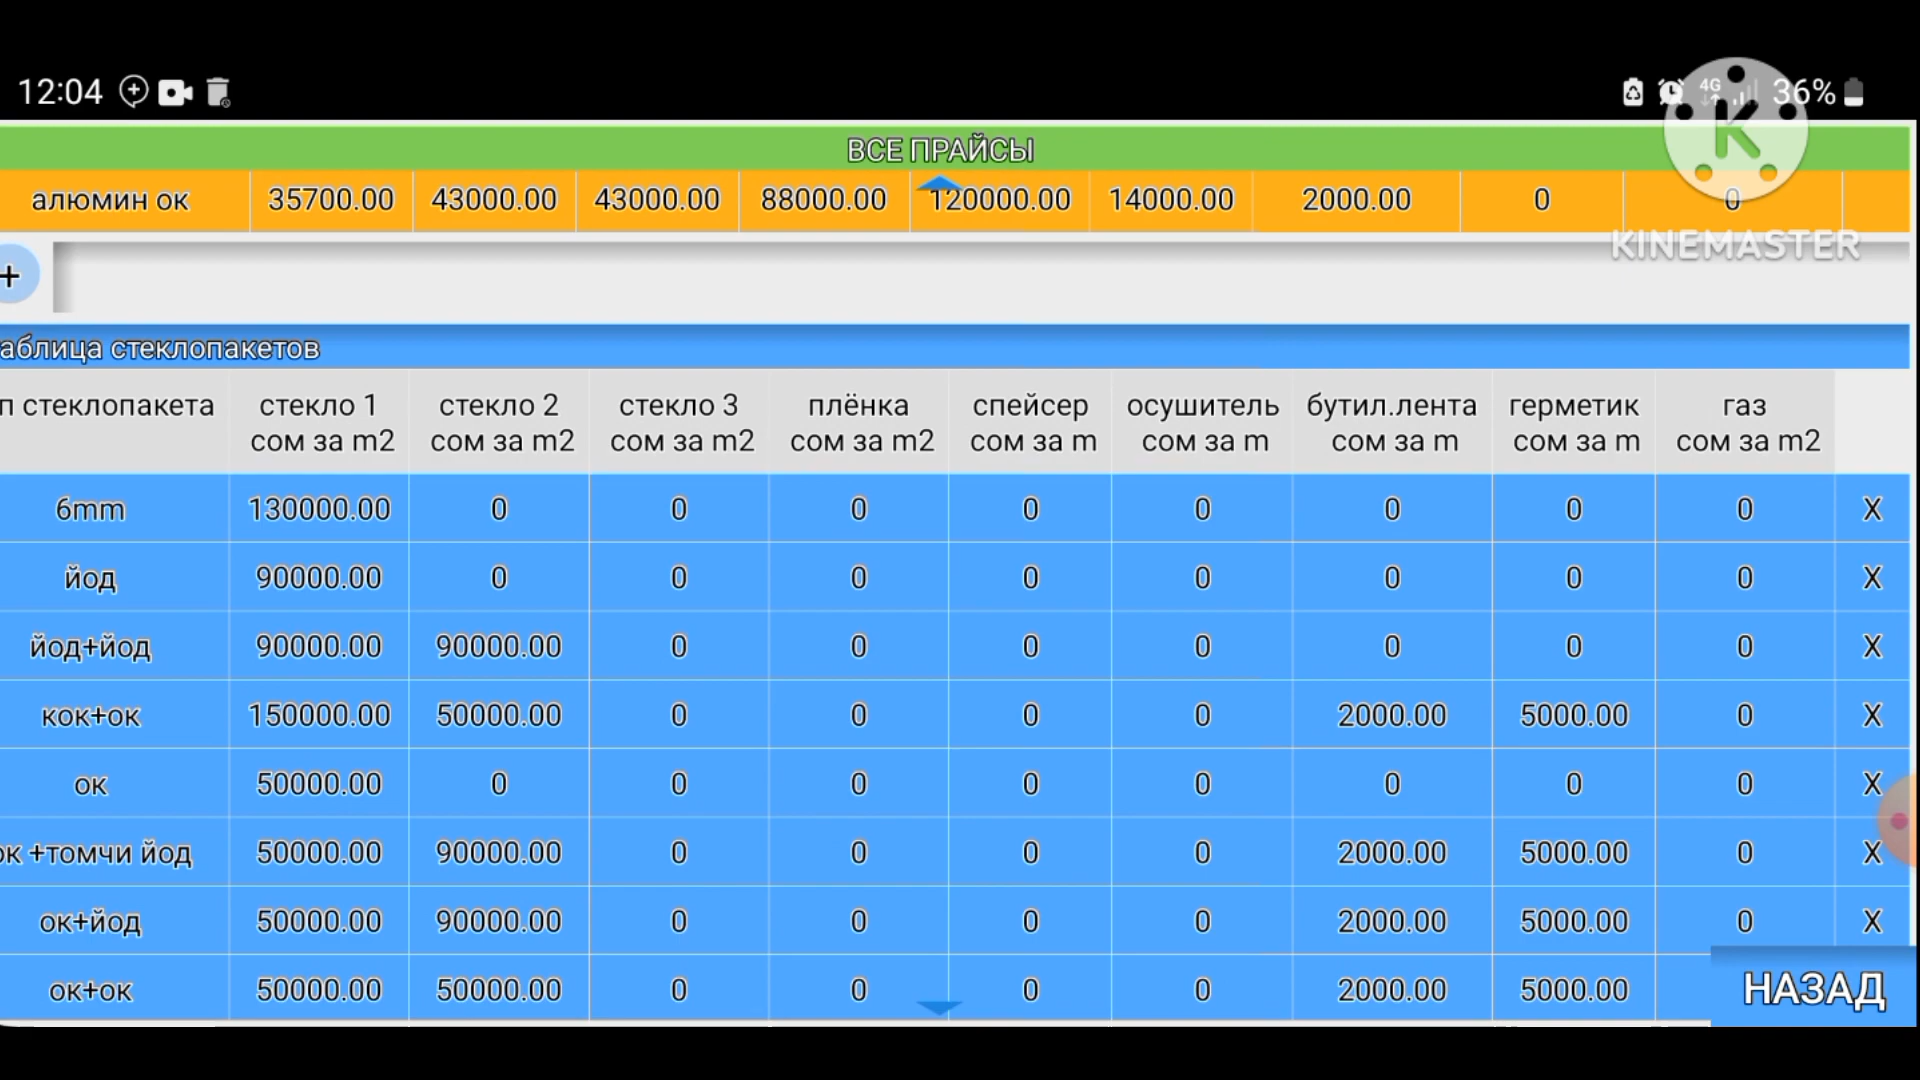 12:04 4G 36%
KINEMASTER
ВСЕ ПРАЙСЫ
алюмин ок 35700.00 43000.00 43000.00 88000.00 120000.00 14000.00 2000.00 0 0
+
аблица стеклопакетов
п стеклопакета стекло 1 стекло 2 стекло 3 плёнка спейсер осушитель бутил.лента герметик газ
сом за m2 сом за m2 сом за m2 сом за m2 сом за m сом за m сом за m сом за m сом за m2
6mm 130000.00 0 0 0 0 0 0 0 0 X
йод 90000.00 0 0 0 0 0 0 0 0 X
йод+йод 90000.00 90000.00 0 0 0 0 0 0 0 X
кок+ок 150000.00 50000.00 0 0 0 0 2000.00 5000.00 0 X
ок 50000.00 0 0 0 0 0 0 0 0 X
ок +томчи йод 50000.00 90000.00 0 0 0 0 2000.00 5000.00 0 X
ок+йод 50000.00 90000.00 0 0 0 0 2000.00 5000.00 0 X
ок+ок 50000.00 50000.00 0 0 0 0 2000.00 5000.00
НАЗАД